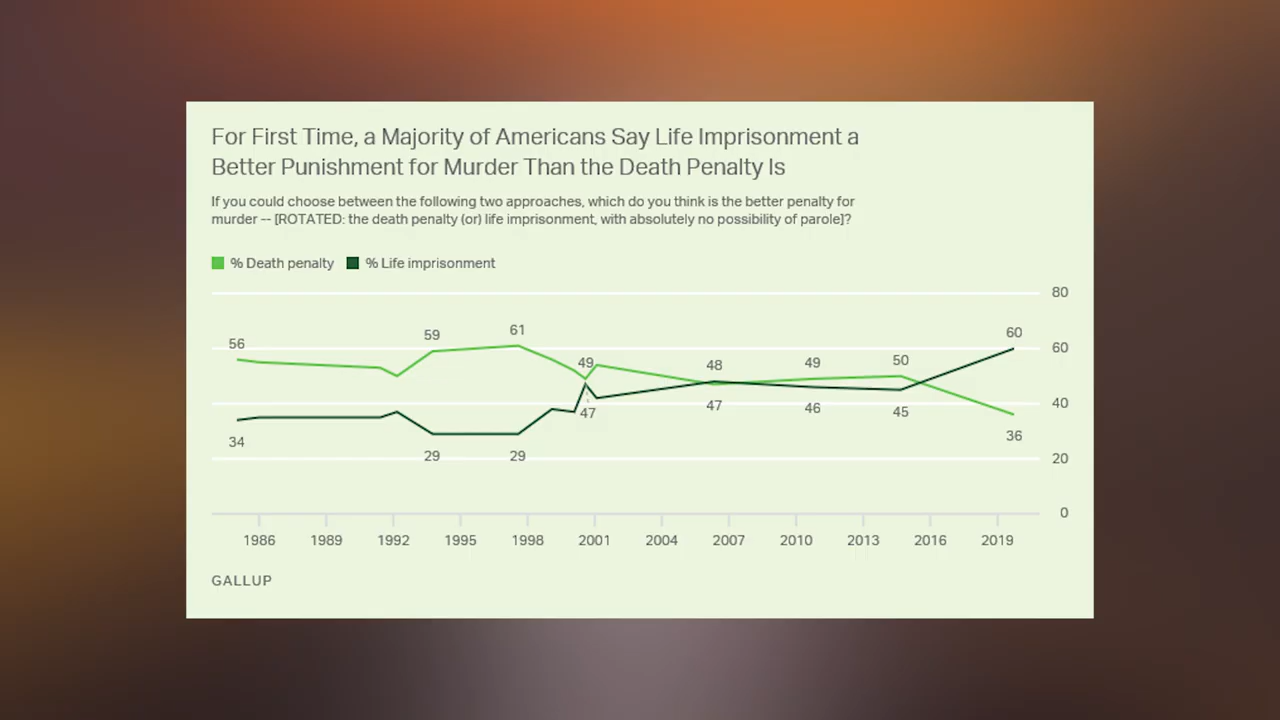 For First Time, a Majority of Americans Say Life Imprisonment a
Better Punishment for Murder Than the Death Penalty Is
If you could choose between the following two approaches, which do you think is the better penalty for
murder -- [ROTATED: the death penalty (or) life imprisonment, with absolutely no possibility of parole]?
% Death penalty % Life imprisonment
80
60
40
20
0
56 59 61 49 48 49 50 60
34 29 29 47 47 46 45 36
1986 1989 1992 1995 1998 2001 2004 2007 2010 2013 2016 2019
GALLUP